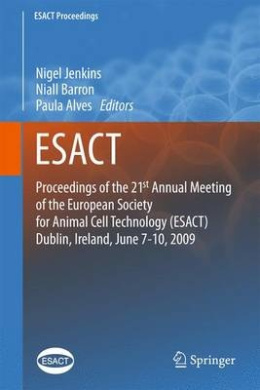 ESACT Proceedings
Nigel Jenkins
Niall Barron
Paula Alves Editors
ESACT
Proceedings of the 21st Annual Meeting
of the European Society
for Animal Cell Technology (ESACT)
Dublin, Ireland, June 7-10, 2009
ESACT
Springer